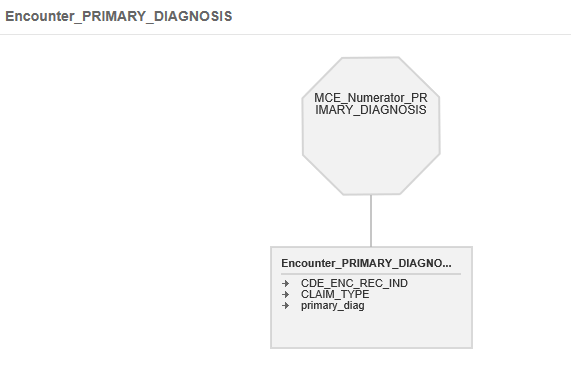 Encounter_PRIMARY_DIAGNOSIS
MCE_Numerator_PR
IMARY_DIAGNOSIS
Encounter_PRIMARY_DIAGNO...
CDE_ENC_REC_IND
CLAIM_TYPE
primary_diag